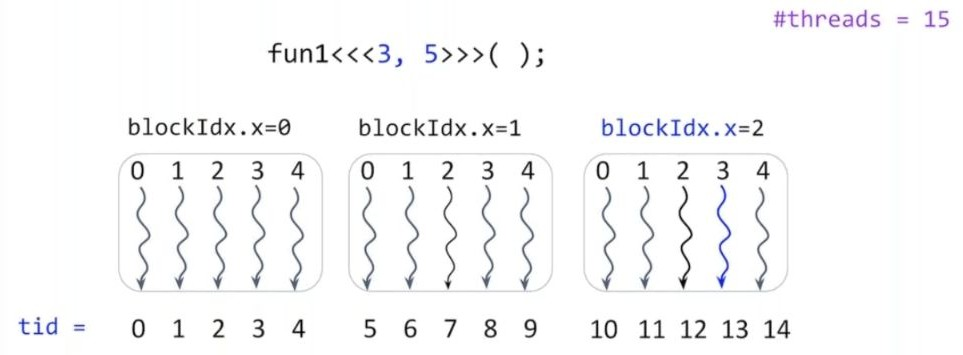 #threads = 15
fun1<<<3, 5>>>( );
blockIdx.x=0 blockIdx.x=1 blockIdx.x=2
0 1 2 3 4 0 1 2 3 4 0 1 2 3 4
tid = 0 1 2 3 4 5 6 7 8 9 10 11 12 13 14